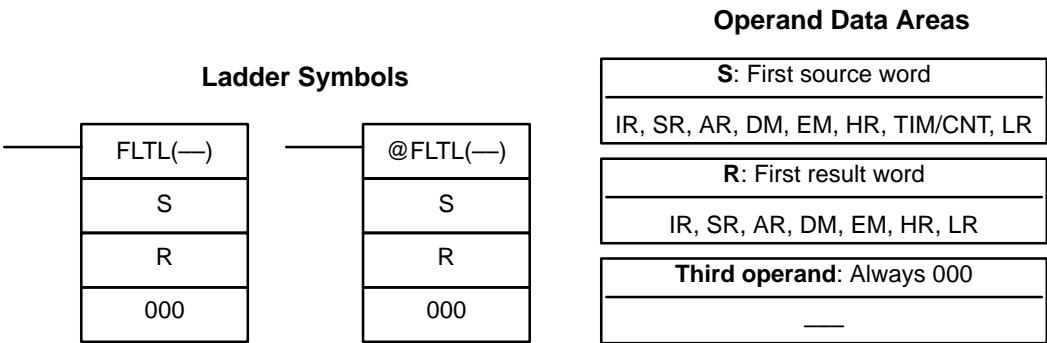 Ladder Symbols
FLTL(––)
S
R
000
@FLTL(––)
S
R
000
Operand Data Areas
S: First source word
IR, SR, AR, DM, EM, HR, TIM/CNT, LR
R: First result word
IR, SR, AR, DM, EM, HR, LR
Third operand: Always 000
–––